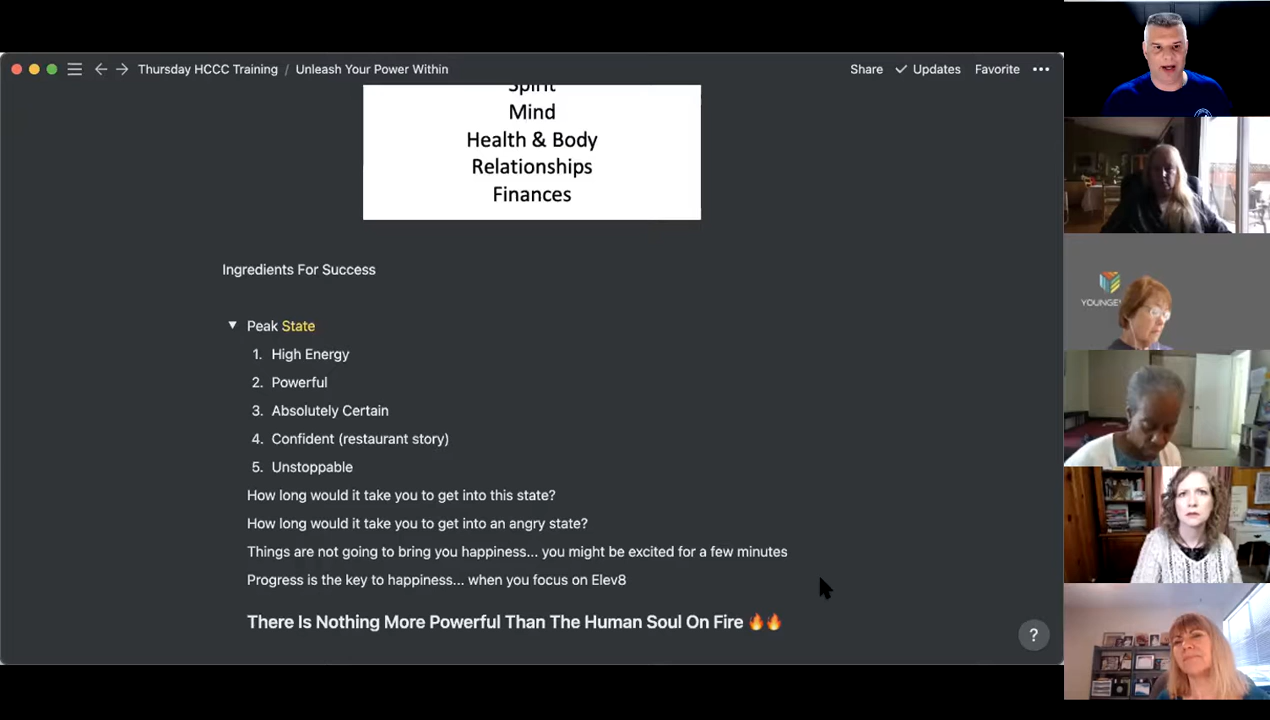 Thursday HCCC Training / Unleash Your Power Within
Share ✓ Updates Favorite •••
Spirit
Mind
Health & Body
Relationships
Finances
Ingredients For Success
Peak State
1. High Energy
2. Powerful
3. Absolutely Certain
4. Confident (restaurant story)
5. Unstoppable
How long would it take you to get into this state?
How long would it take you to get into an angry state?
Things are not going to bring you happiness... you might be excited for a few minutes
Progress is the key to happiness... when you focus on Elev8
There Is Nothing More Powerful Than The Human Soul On Fire 🔥🔥
?